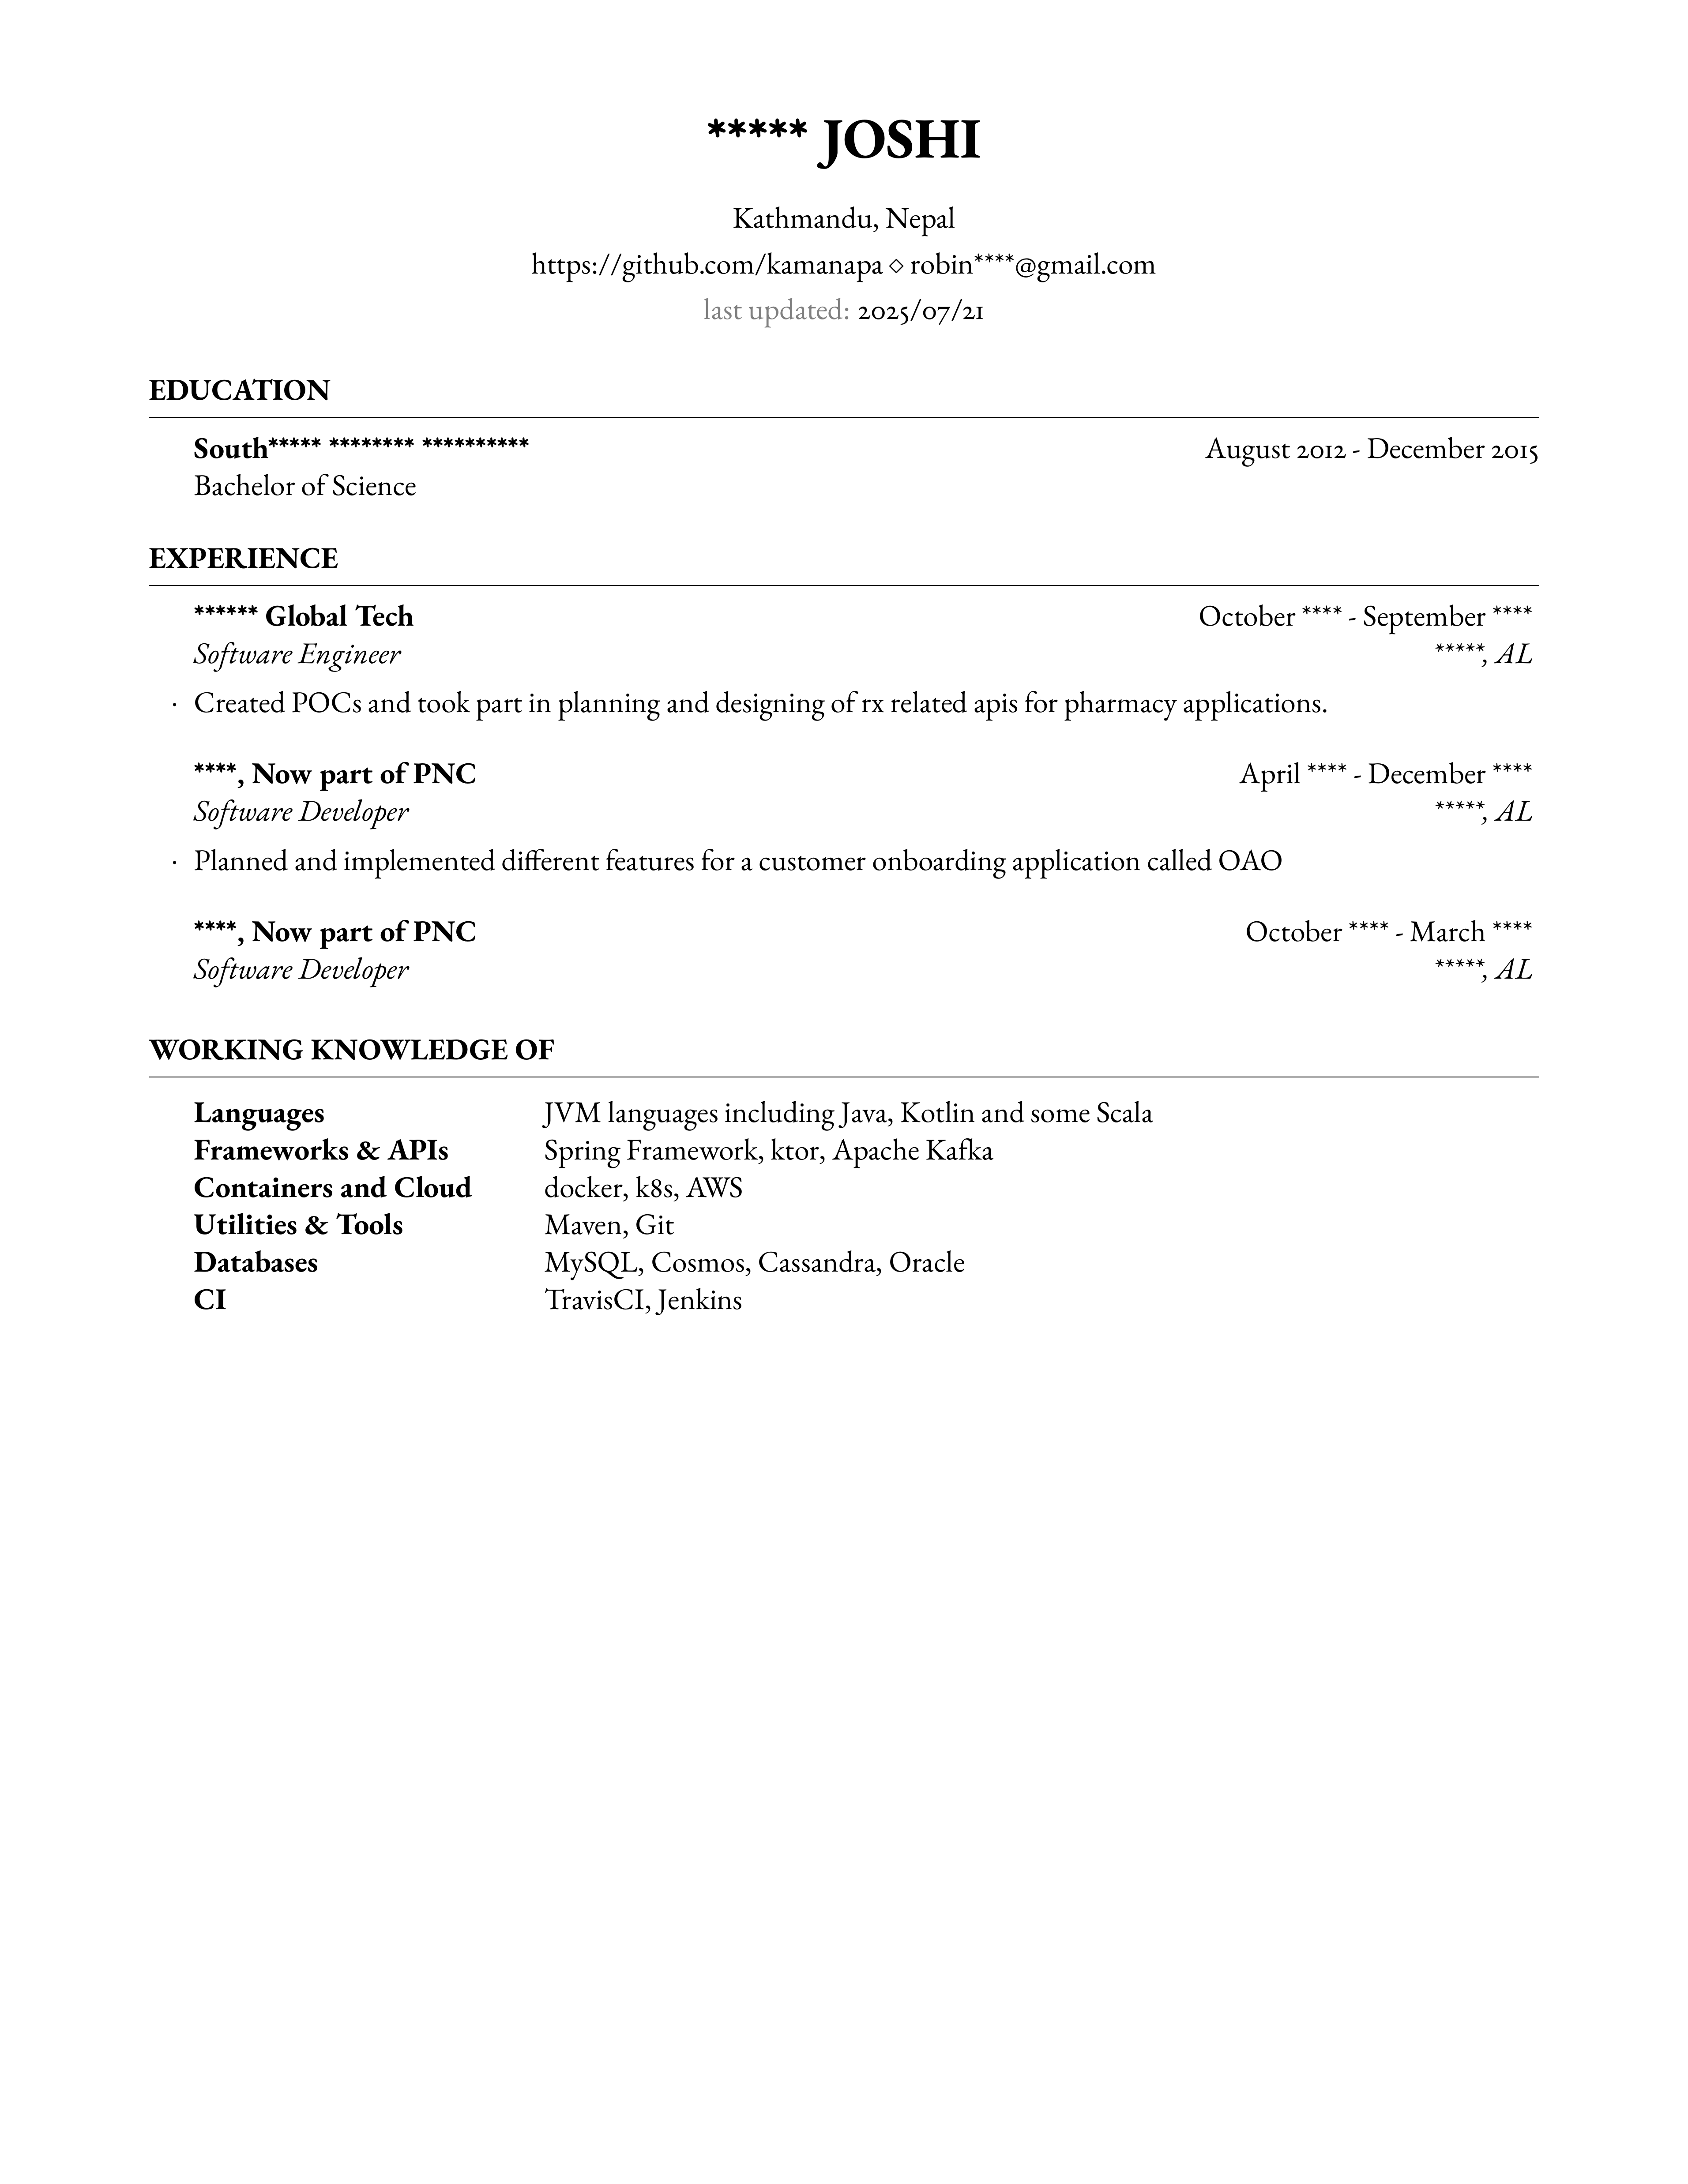 ***** JOSHI
Kathmandu, Nepal
https://github.com/kamanapa ⋄ robin****@gmail.com
last updated: 2025/07/21
EDUCATION
South***** ******** ********** August 2012 - December 2015
Bachelor of Science
EXPERIENCE
****** Global Tech October **** - September ****
Software Engineer *****, AL
· Created POCs and took part in planning and designing of rx related apis for pharmacy applications.
****, Now part of PNC April **** - December ****
Software Developer *****, AL
· Planned and implemented different features for a customer onboarding application called OAO
****, Now part of PNC October **** - March ****
Software Developer *****, AL
WORKING KNOWLEDGE OF
Languages JVM languages including Java, Kotlin and some Scala
Frameworks & APIs Spring Framework, ktor, Apache Kafka
Containers and Cloud docker, k8s, AWS
Utilities & Tools Maven, Git
Databases MySQL, Cosmos, Cassandra, Oracle
CI TravisCI, Jenkins